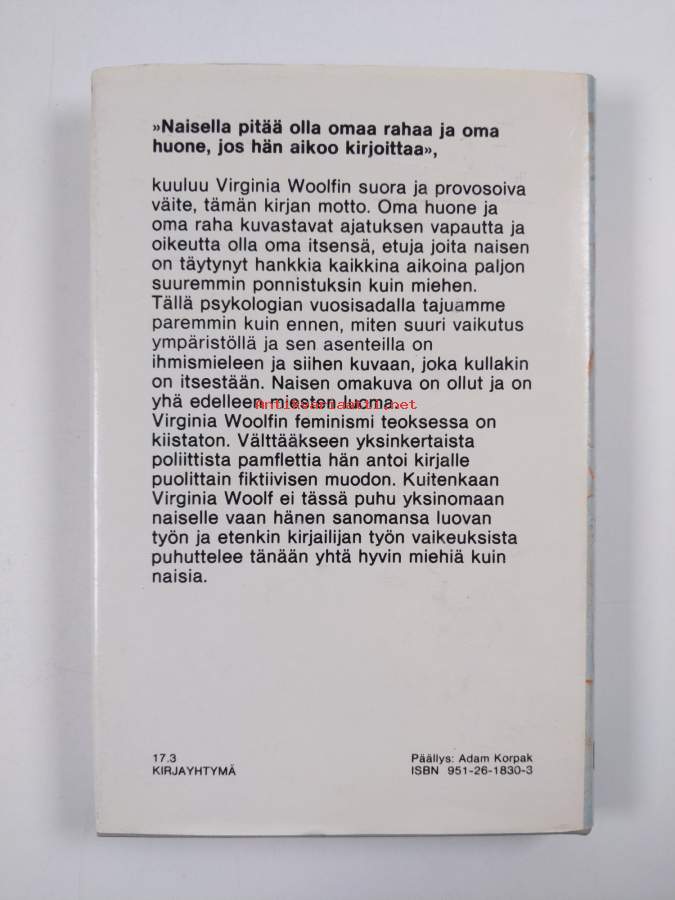 »Naisella pitää olla omaa rahaa ja oma
huone, jos hän aikoo kirjoittaa»,
kuuluu Virginia Woolfin suora ja provosoiva
väite, tämän kirjan motto. Oma huone ja
oma raha kuvastavat ajatuksen vapautta ja
oikeutta olla oma itsensä, etuja joita naisen
on täytynyt hankkia kaikkina aikoina paljon
suuremmin ponnistuksin kuin miehen.
Tällä psykologian vuosisadalla tajuamme
paremmin kuin ennen, miten suuri vaikutus
ympäristöllä ja sen asenteilla on
ihmismieleen ja siihen kuvaan, joka kullakin
on itsestään. Naisen omakuva on ollut ja on
yhä edelleen miesten luoma.
Antikvariaatti.net
Virginia Woolfin feminismi teoksessa on
kiistaton. Välttääkseen yksinkertaista
poliittista pamflettia hän antoi kirjalle
puolittain fiktiivisen muodon. Kuitenkaan
Virginia Woolf ei tässä puhu yksinomaan
naiselle vaan hänen sanomansa luovan
työn ja etenkin kirjailijan työn vaikeuksista
puhuttelee tänään yhtä hyvin miehiä kuin
naisia.
17.3
KIRJAYHTYMÄ
Päällys: Adam Korpak
ISBN 951-26-1830-3